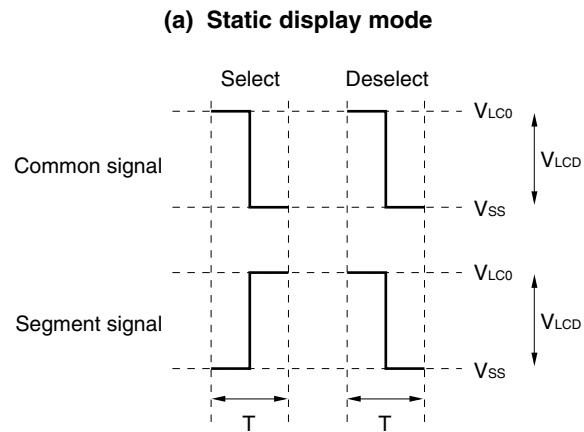 (a) Static display mode
Select Deselect
VLC0
Common signal
VLCD
VSS
VLC0
Segment signal
VLCD
VSS
T T